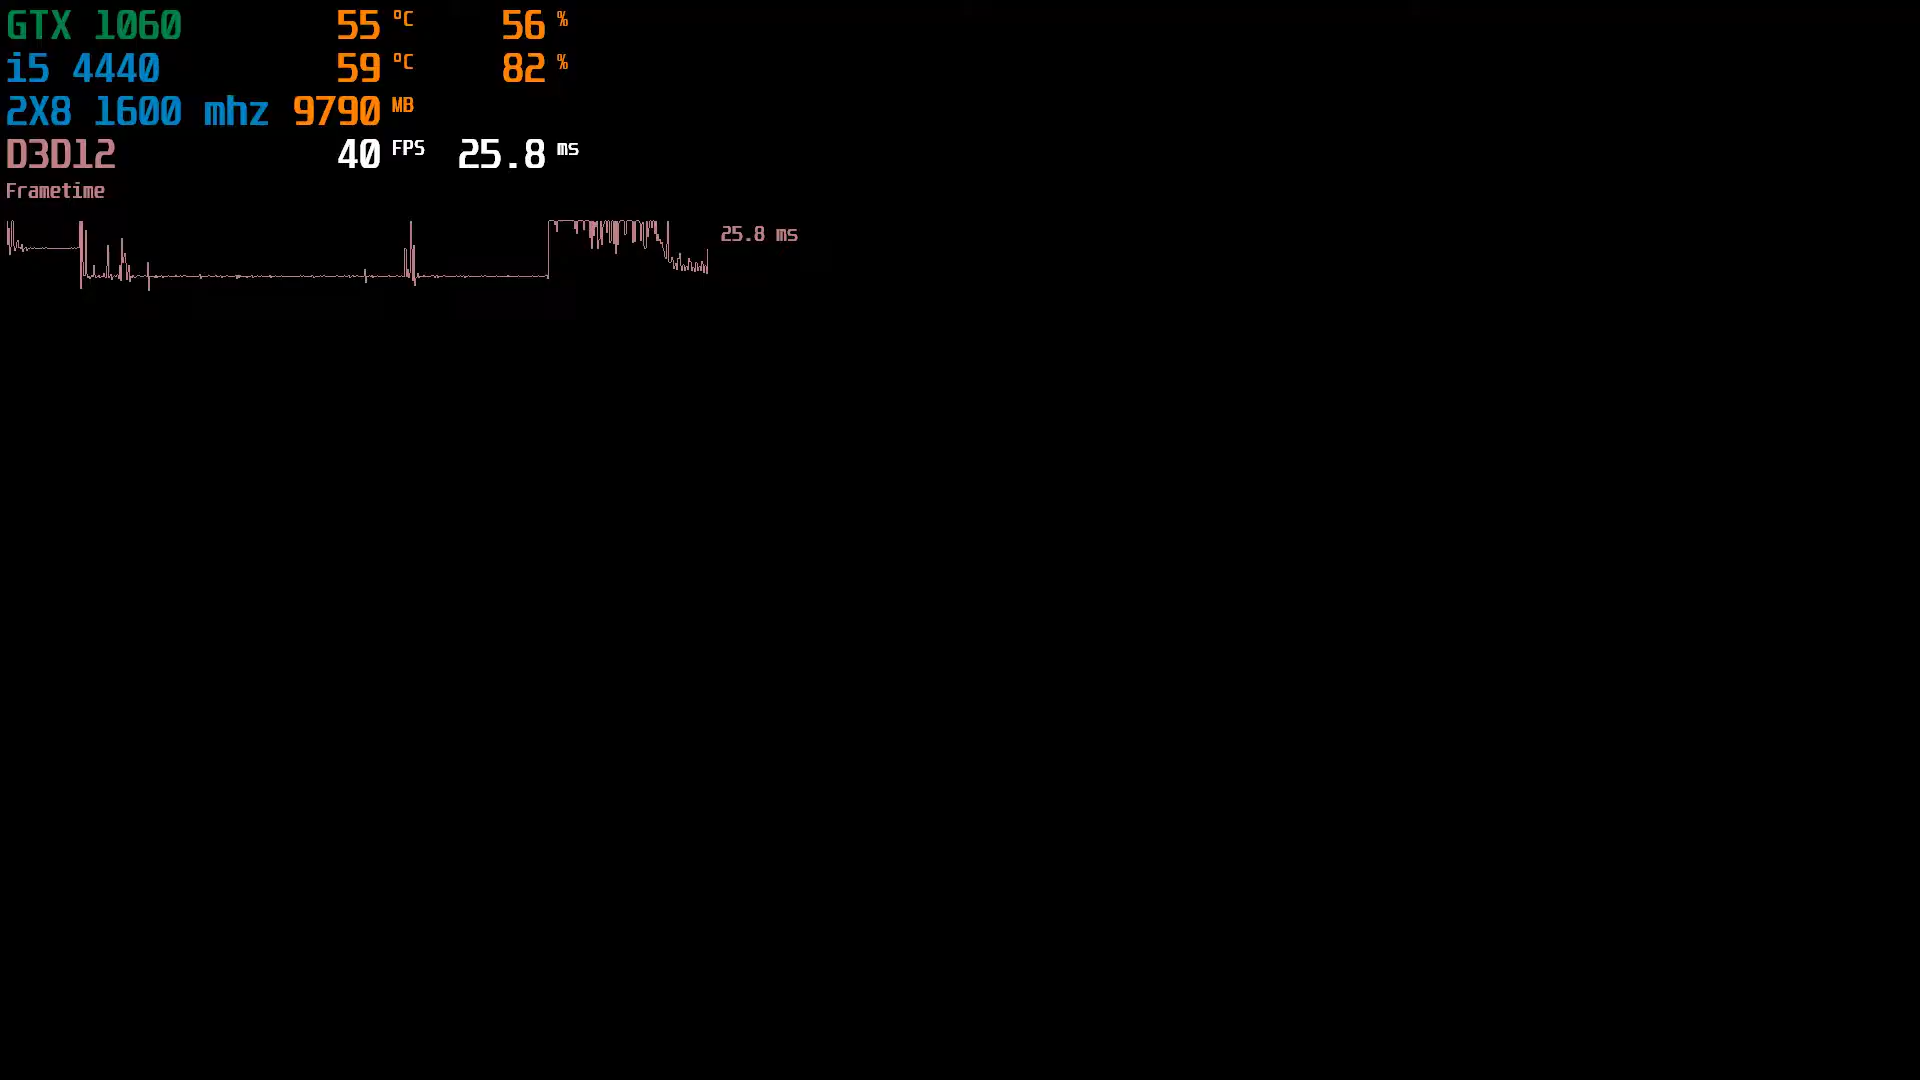 GTX 1060 55 °C 56 %
i5 4440 59 °C 82 %
2X8 1600 mhz 9790 MB
D3D12 40 FPS 25.8 ms
Frametime
25.8 ms